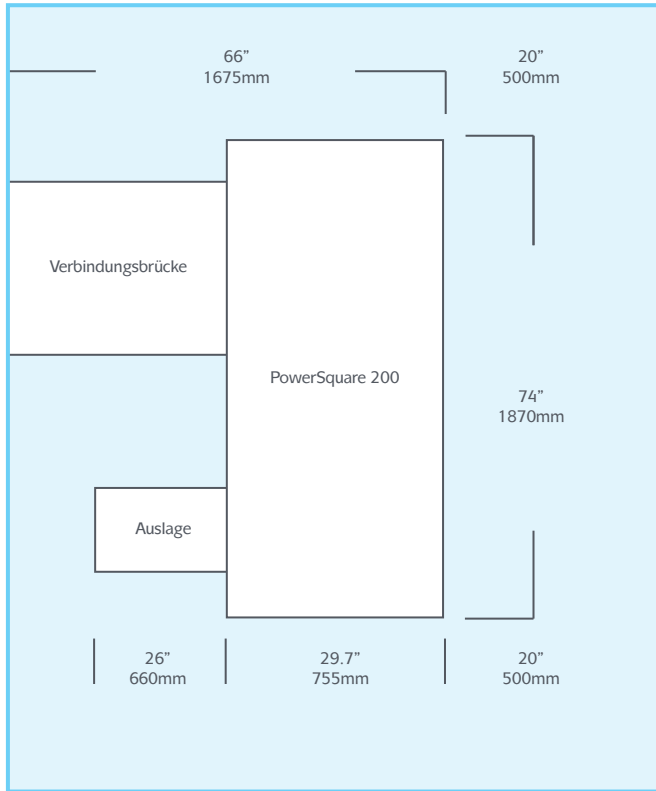 66”
1675mm
20”
500mm
Verbindungsbrücke
PowerSquare 200
74”
1870mm
Auslage
26”
660mm
29.7”
755mm
20”
500mm